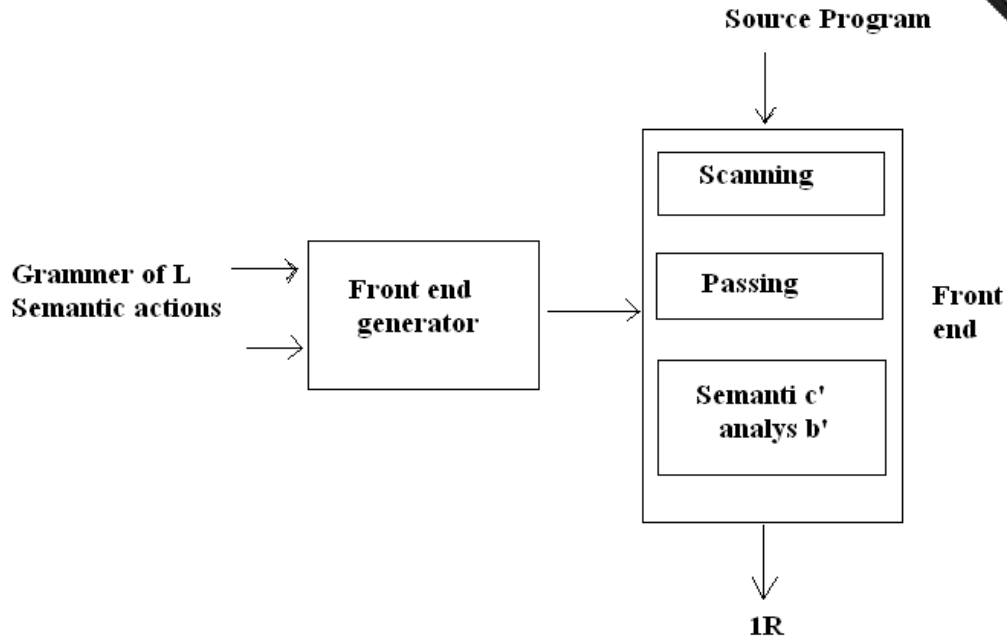 Source Program
Scanning
Grammer of L
Semantic actions
Front end
generator
Passing
Front
end
Semanti c'
analys b'
1R